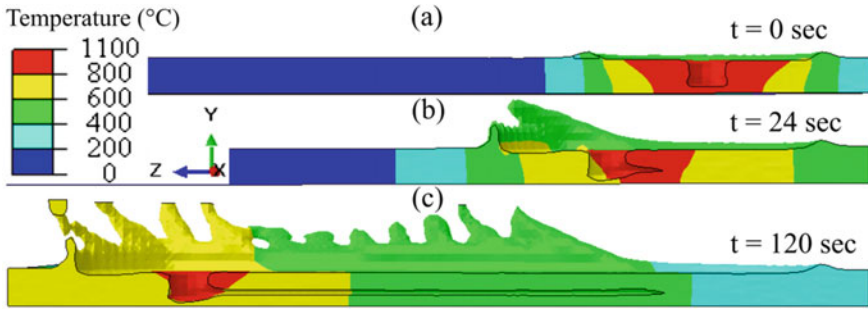 Temperature (°C)
1100
800
600
400
200
0
Y
Z
X
(a)
t = 0 sec
(b)
t = 24 sec
(c)
t = 120 sec